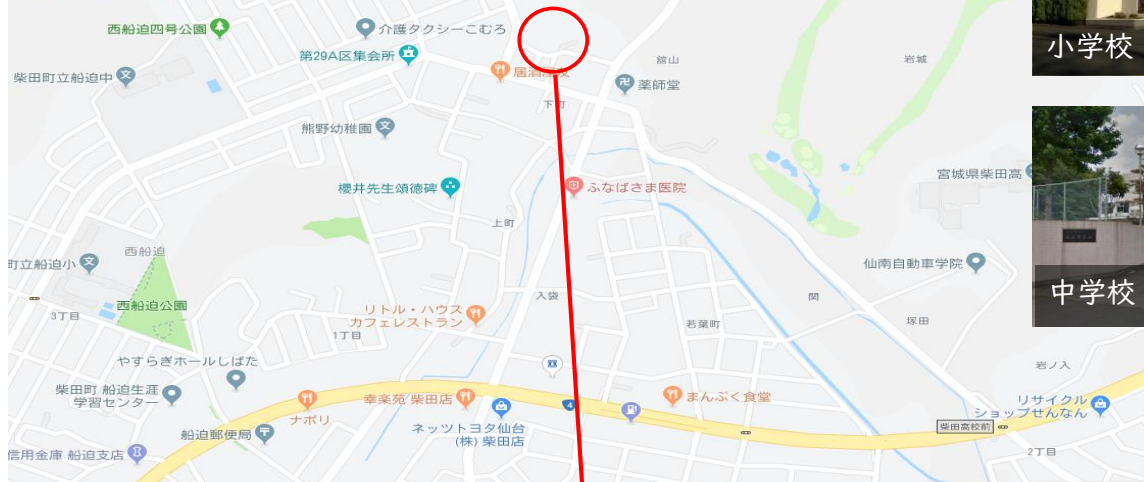 西船迫四号公園
介護タクシーこむろ
小学校
第29A区集会所
舘山
岩城
柴田町立船迫中
薬師堂
下町
熊野幼稚園
宮城県柴田高
櫻井先生頌徳碑
ふなばさま医院
上町
西船迫
町立船迫小
仙南自動車学院
中学校
入袋
関
西船迫公園
リトル・ハウス
カフェレストラン
若葉町
塚田
3丁目
1丁目
やすらぎホールしばた
岩ノ入
柴田町 船迫生涯
学習センター
幸楽苑 柴田店
まんぷく食堂
リサイクル
ショップせんなん
ナポリ
4
ネッツトヨタ仙台
(株) 柴田店
柴田高校前
船迫郵便局
信用金庫 船迫支店
2丁目